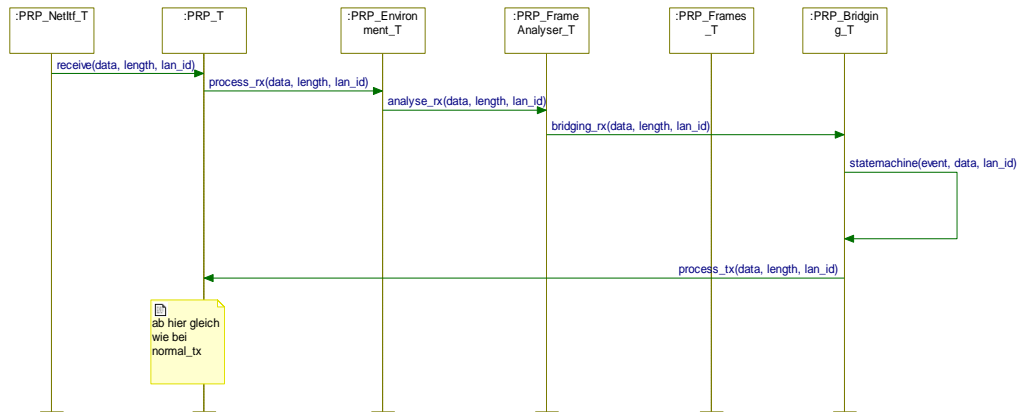 :PRP_NetItf_T
:PRP_T
:PRP_Environ
ment_T
:PRP_Frame
Analyser_T
:PRP_Frames
_T
:PRP_Bridgin
g_T
receive(data, length, lan_id)
process_rx(data, length, lan_id)
analyse_rx(data, length, lan_id)
bridging_rx(data, length, lan_id)
statemachine(event, data, lan_id)
process_tx(data, length, lan_id)
ab hier gleich
wie bei
normal_tx